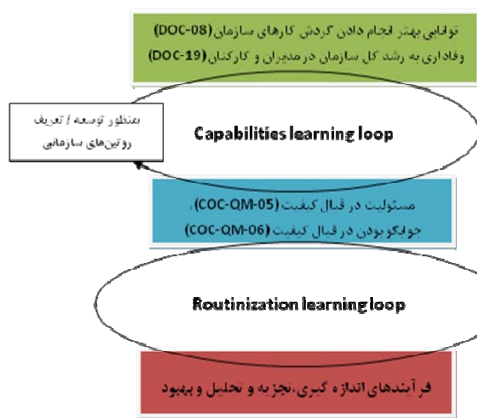 توانایی بهتر انجام دادن گردش کارهای سازمان (DOC-08)
وفاداری به رشد کل سازمان در مدیران و کارکنان (DOC-19)
بمنظور توسعه / تعریف
روتین‌های سازمانی
Capabilities learning loop
مسئولیت در قبال کیفیت (COC-QM-05)،
جوابگو بودن در قبال کیفیت (COC-QM-06)
Routinization learning loop
فرآیندهای اندازه گیری، تجزیه و تحلیل و بهبود